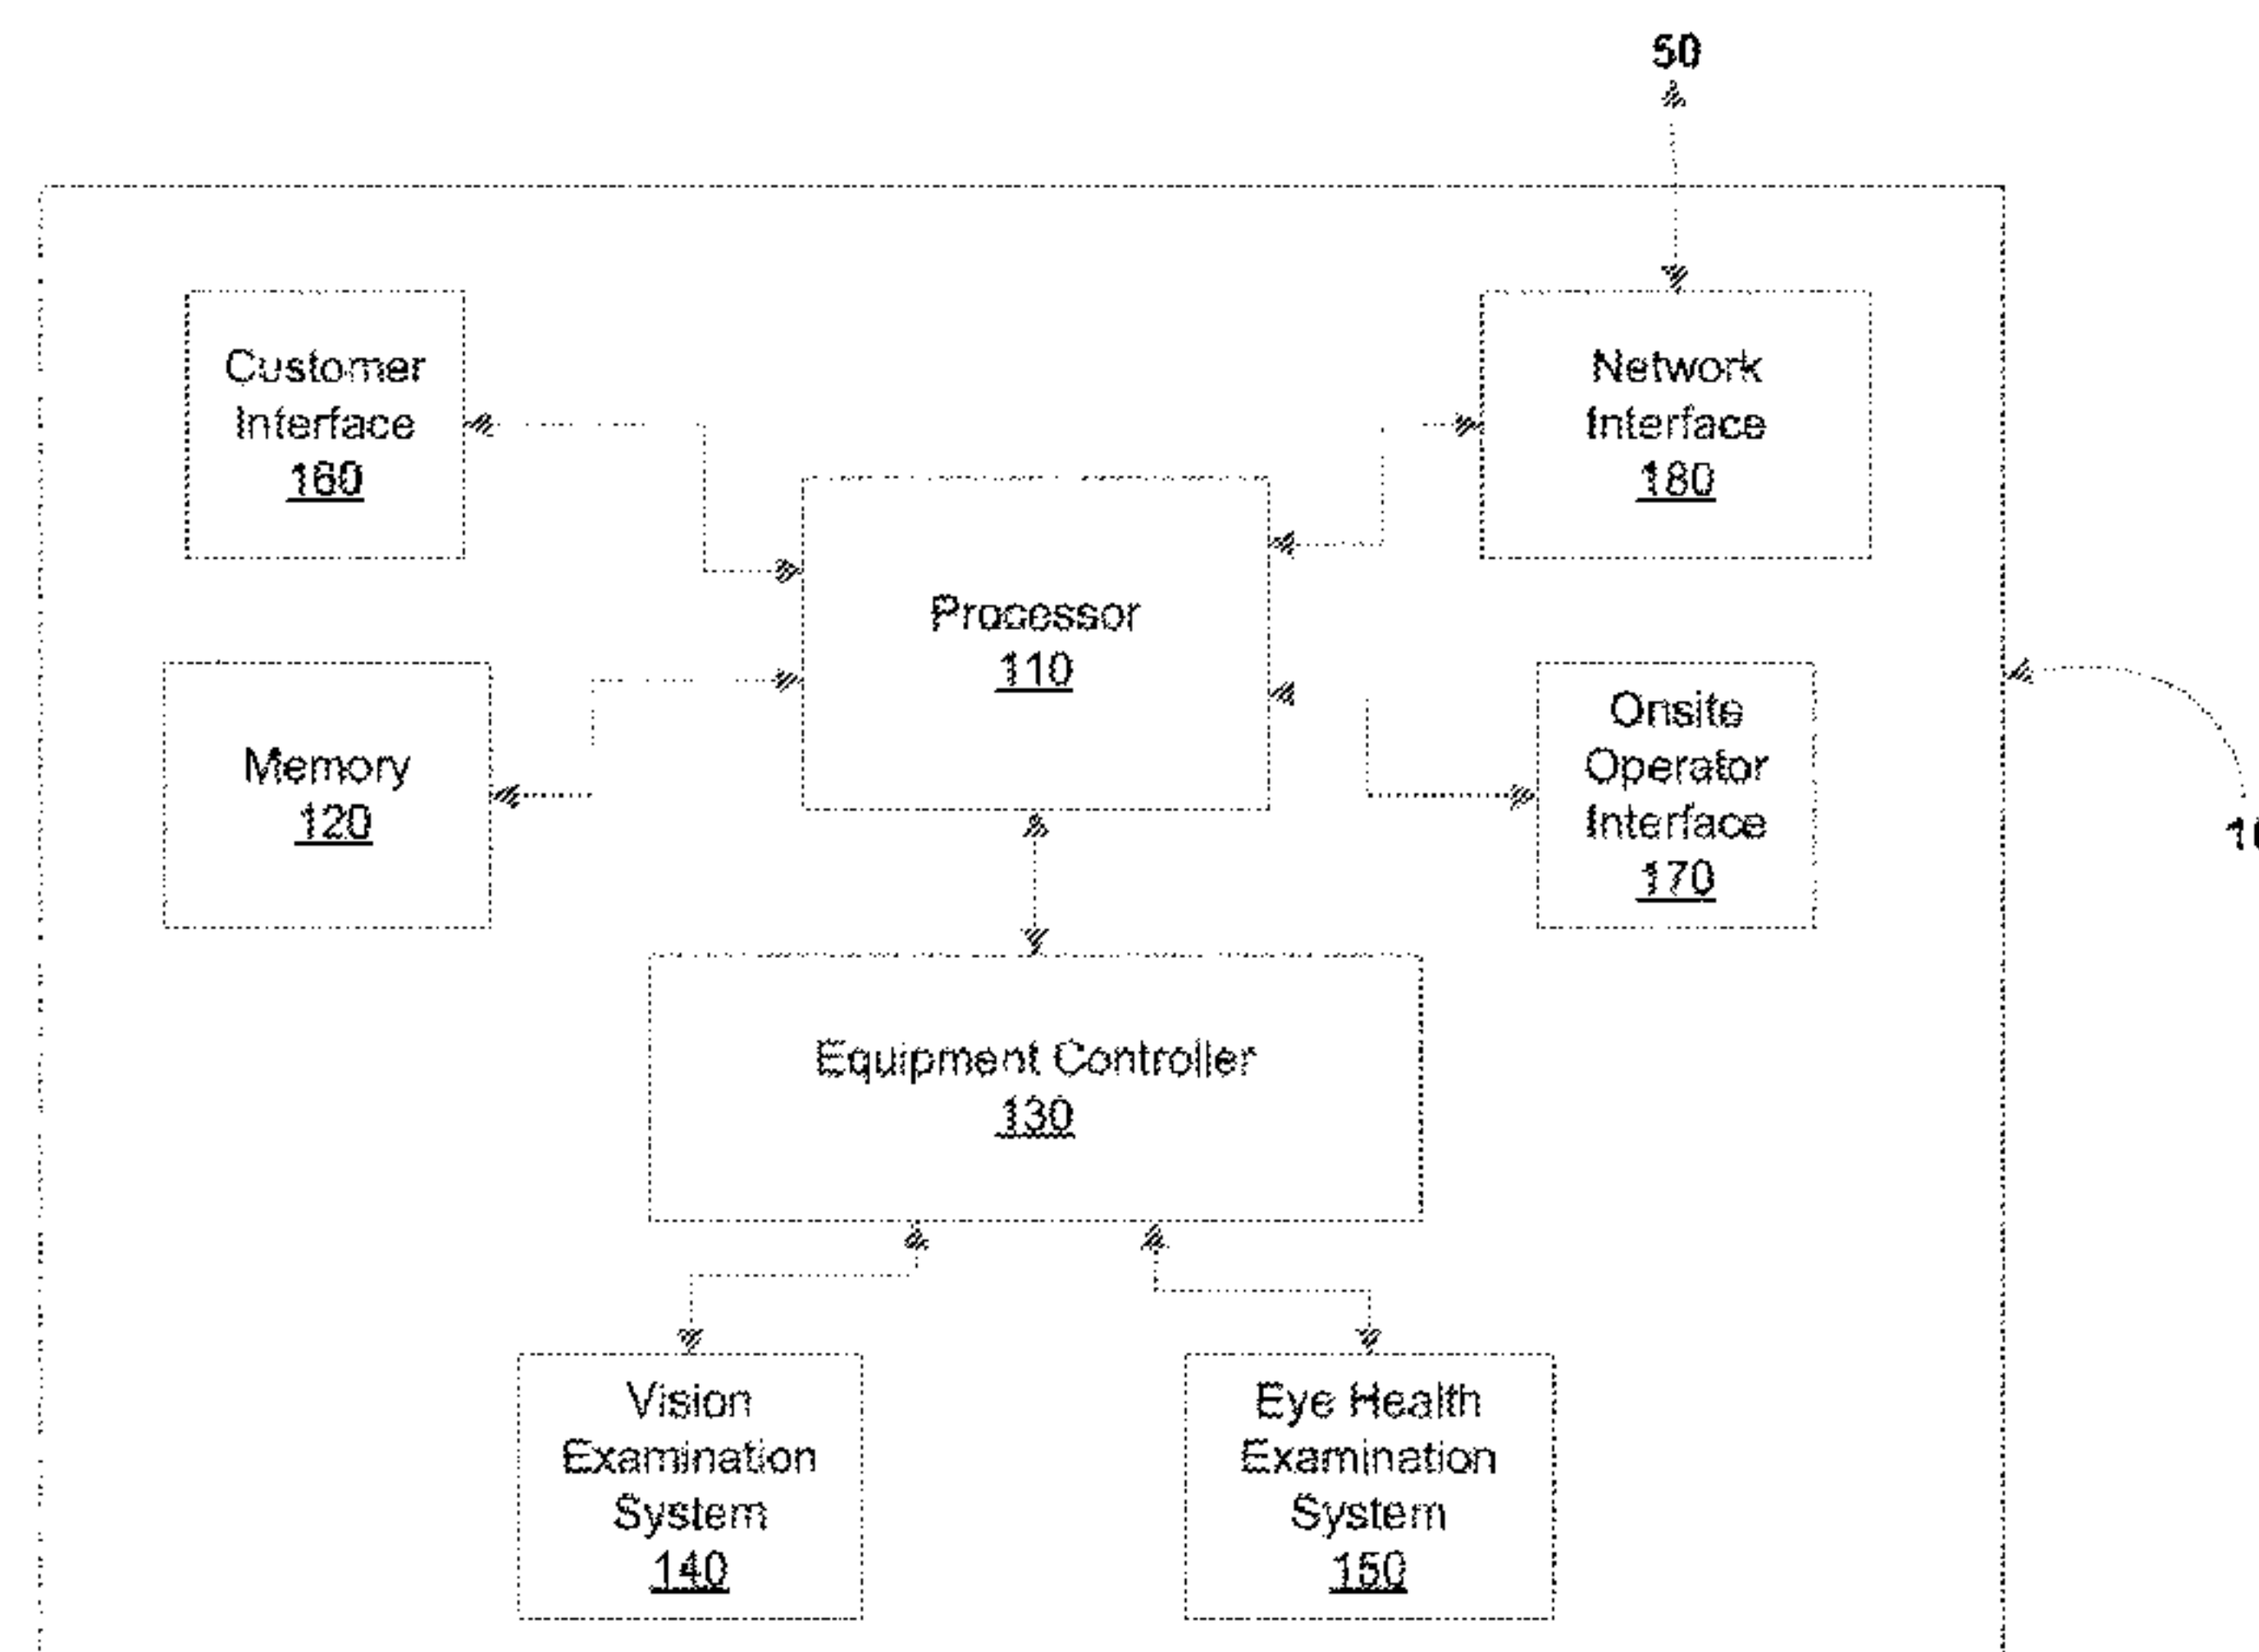 50
Customer
Interface
160
Network
Interface
180
Processor
110
Memory
120
Onsite
Operator
Interface
170
Equipment Controller
130
Vision
Examination
System
140
Eye Health
Examination
System
150